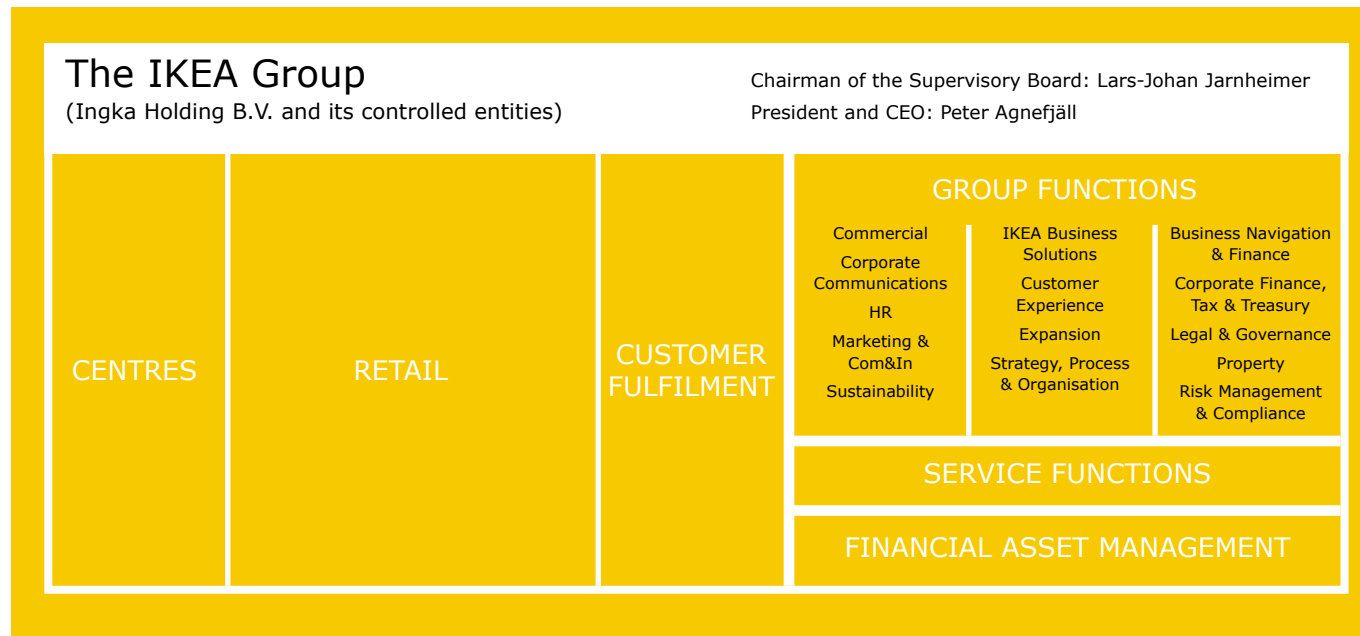 The IKEA Group
(Ingka Holding B.V. and its controlled entities)
Chairman of the Supervisory Board: Lars-Johan Jarnheimer
President and CEO: Peter Agnefjäll
CENTRES
RETAIL
CUSTOMER
FULFILMENT
GROUP FUNCTIONS
Commercial
Corporate
Communications
HR
Marketing &
Com&In
Sustainability
IKEA Business
Solutions
Customer
Experience
Expansion
Strategy, Process
& Organisation
Business Navigation
& Finance
Corporate Finance,
Tax & Treasury
Legal & Governance
Property
Risk Management
& Compliance
SERVICE FUNCTIONS
FINANCIAL ASSET MANAGEMENT